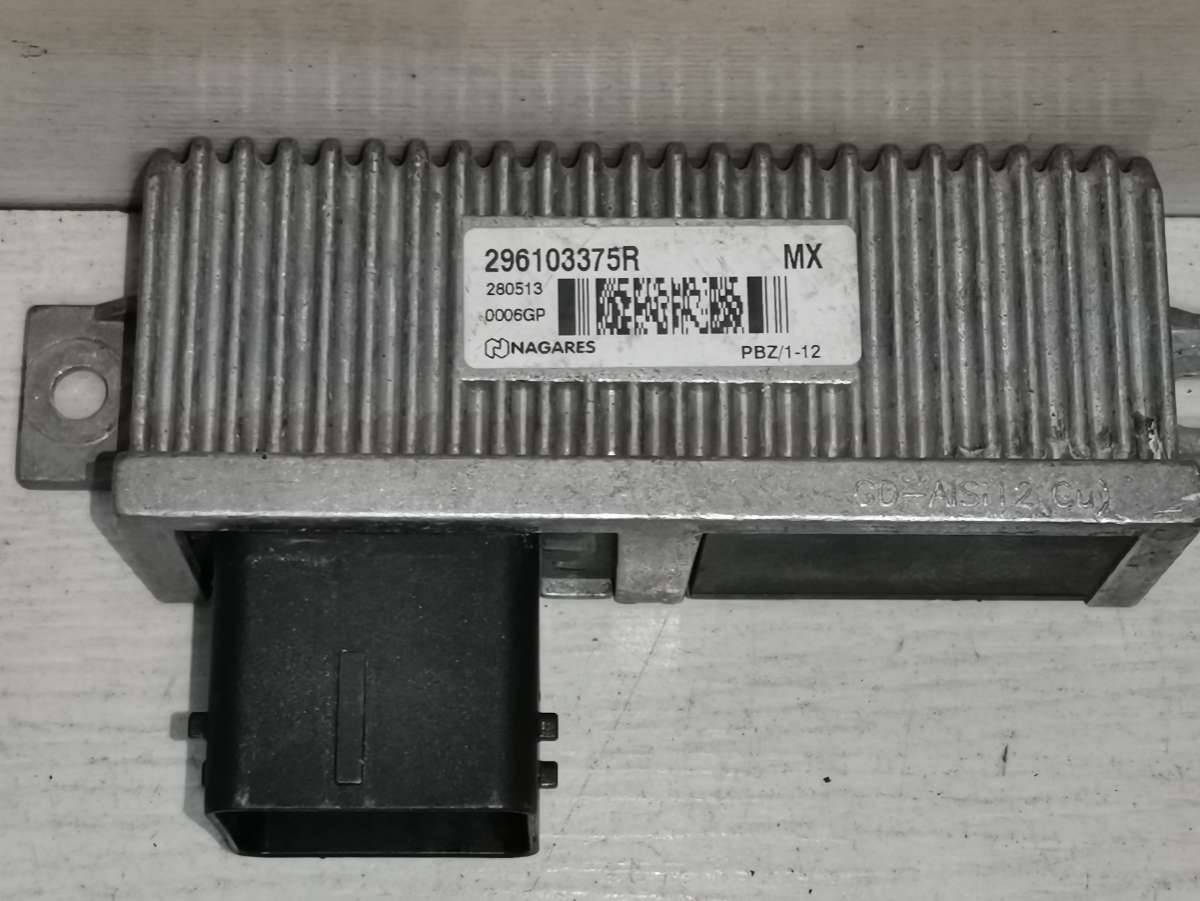 296103375R MX
280513
0006GP
NAGARES PBZ/1-12
GD-AlSi12(Cu)